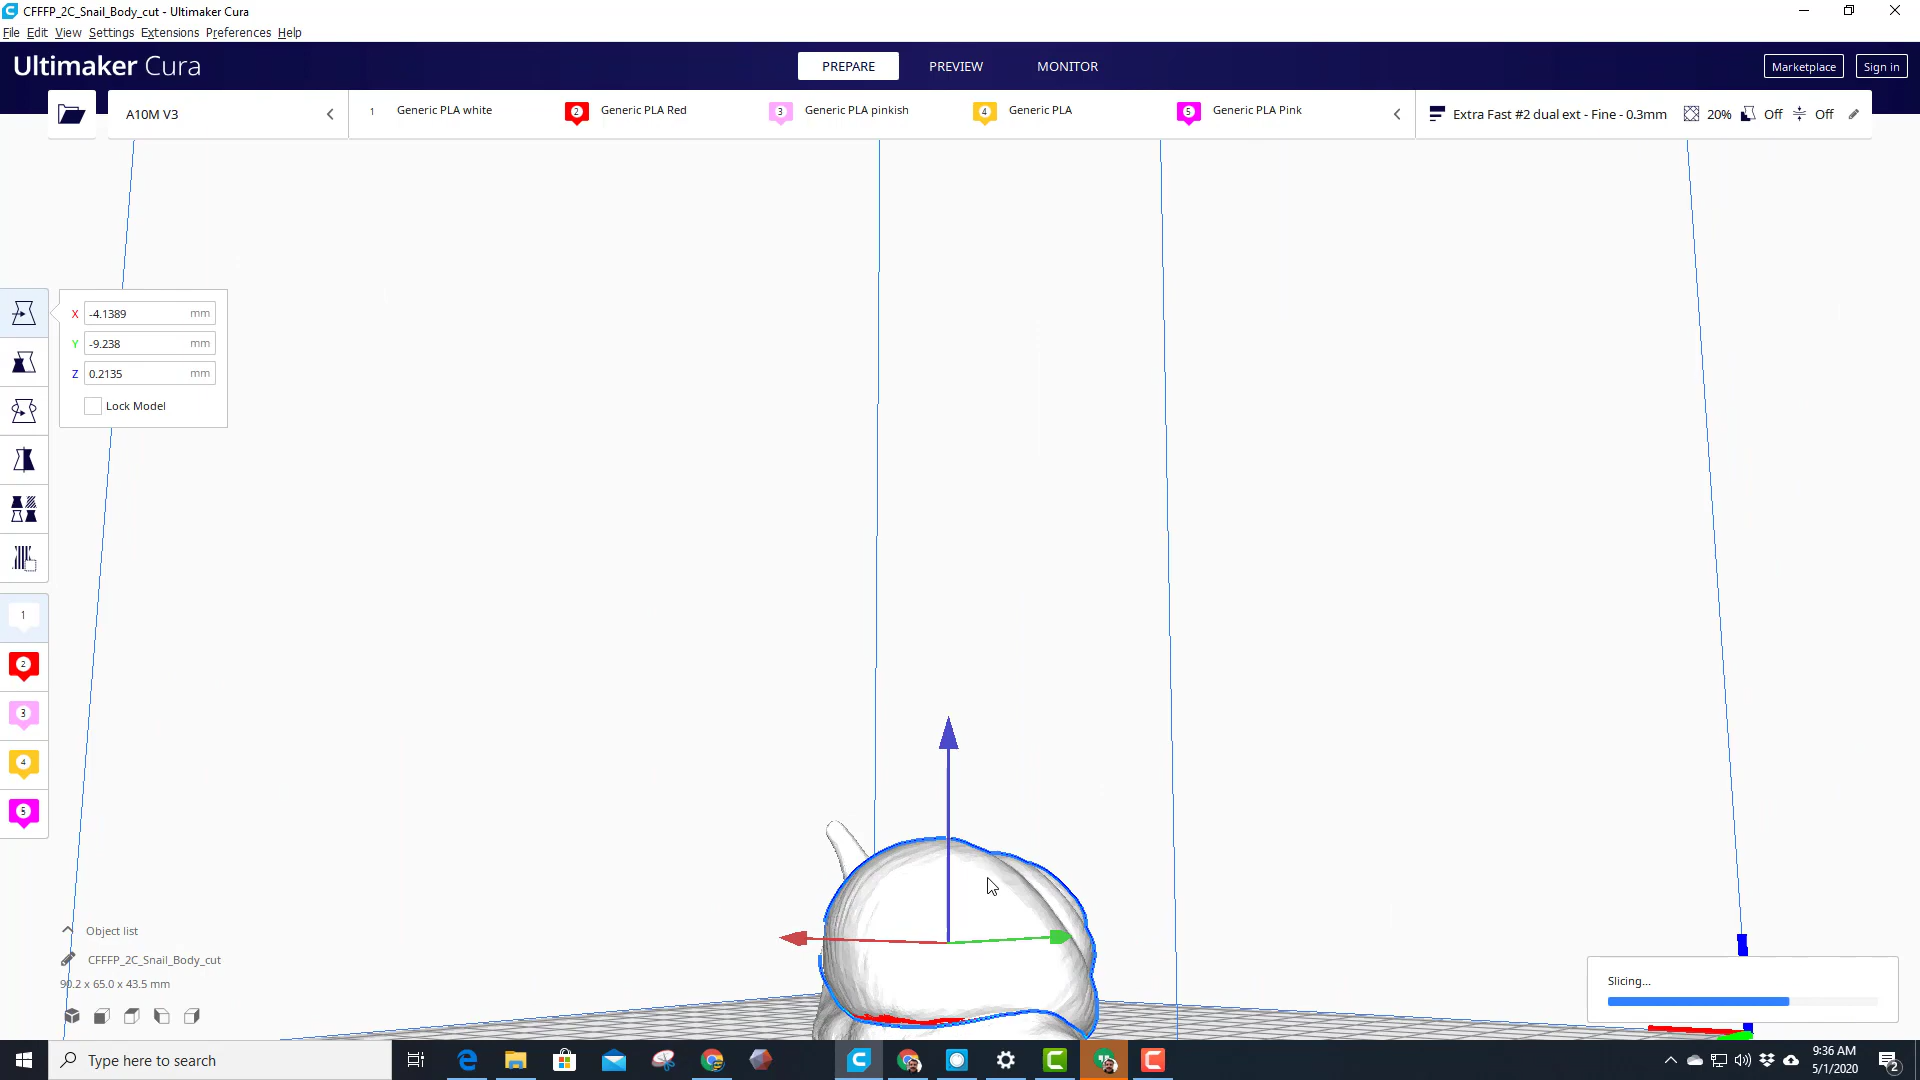 CFFFP_2C_Snail_Body_cut - Ultimaker Cura
File Edit View Settings Extensions Preferences Help
Ultimaker Cura
PREPARE
PREVIEW
MONITOR
Marketplace
Sign in
A10M V3
1 Generic PLA white
2 Generic PLA Red
3 Generic PLA pinkish
4 Generic PLA
5 Generic PLA Pink
Extra Fast #2 dual ext - Fine - 0.3mm
20%
Off
Off
X -4.1389 mm
Y -9.238 mm
Z 0.2135 mm
Lock Model
1
2
3
4
5
Object list
CFFFP_2C_Snail_Body_cut
90.2 x 65.0 x 43.5 mm
Slicing...
Type here to search
9:36 AM
5/1/2020
2